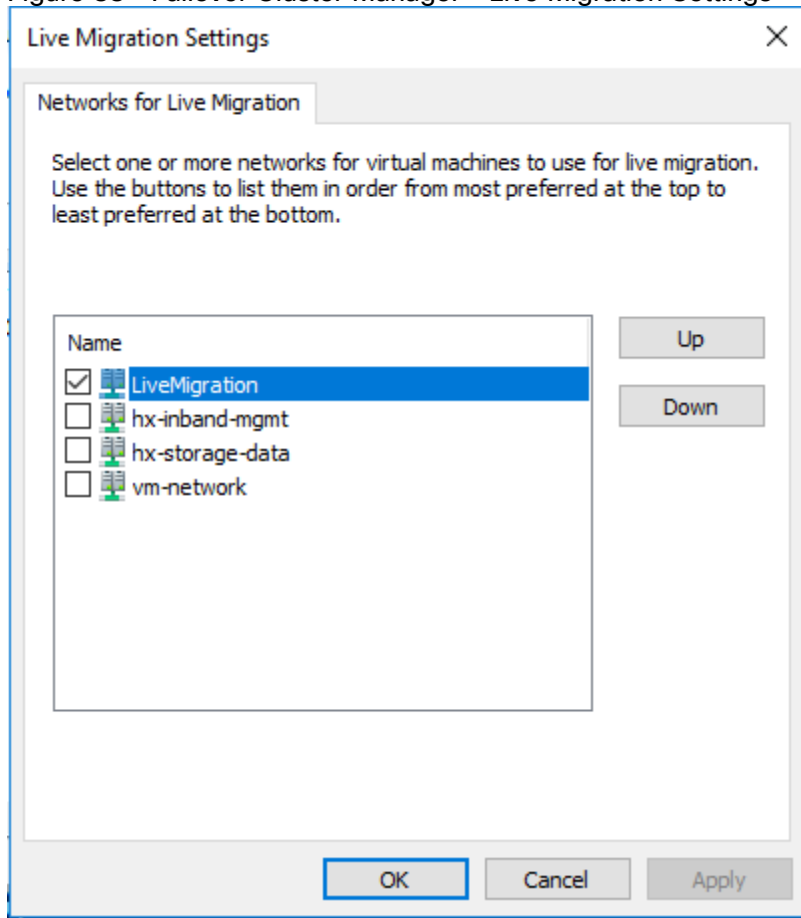 Live Migration Settings
Networks for Live Migration
Select one or more networks for virtual machines to use for live migration.
Use the buttons to list them in order from most preferred at the top to
least preferred at the bottom.
Name
Up
LiveMigration
Down
hx-inband-mgmt
hx-storage-data
vm-network
OK
Cancel
Apply